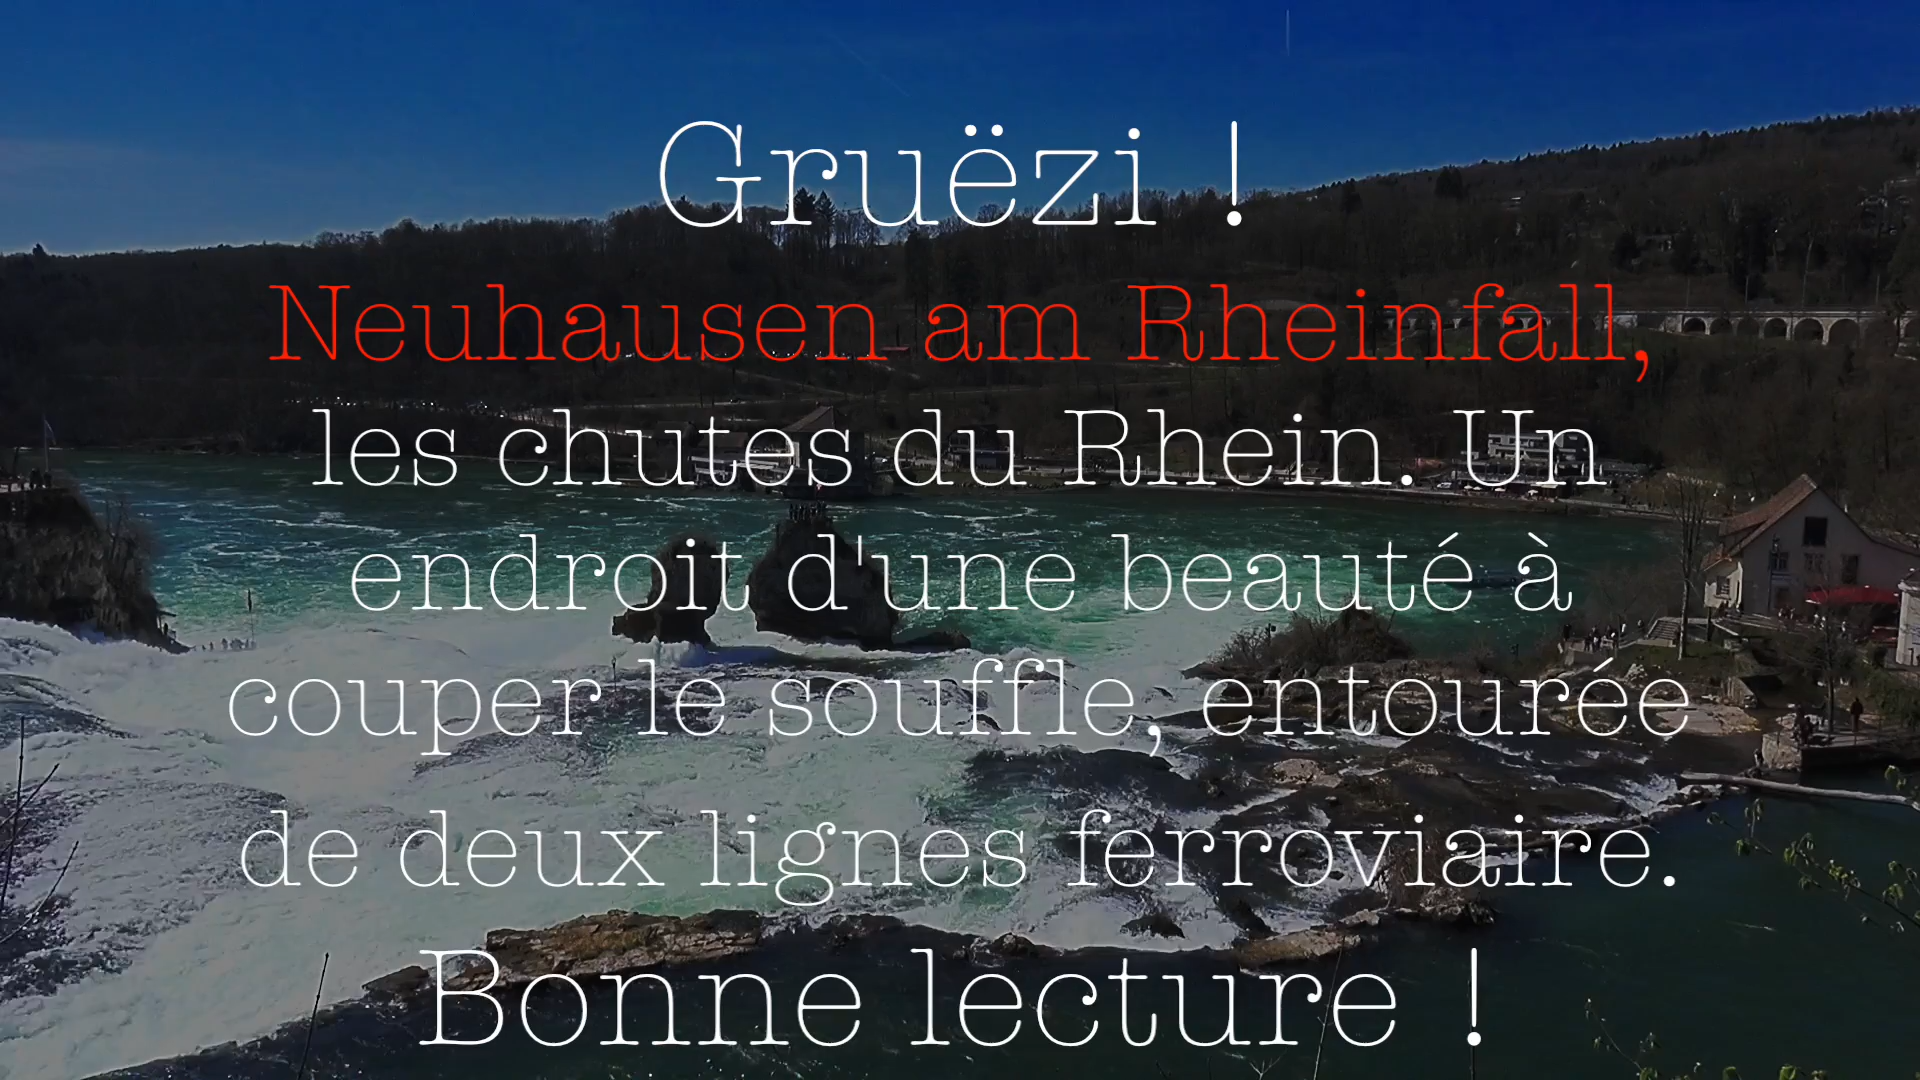 Gruëzi !
Neuhausen am Rheinfall,
les chutes du Rhein. Un
endroit d'une beauté à
couper le souffle, entourée
de deux lignes ferroviaire.
Bonne lecture !